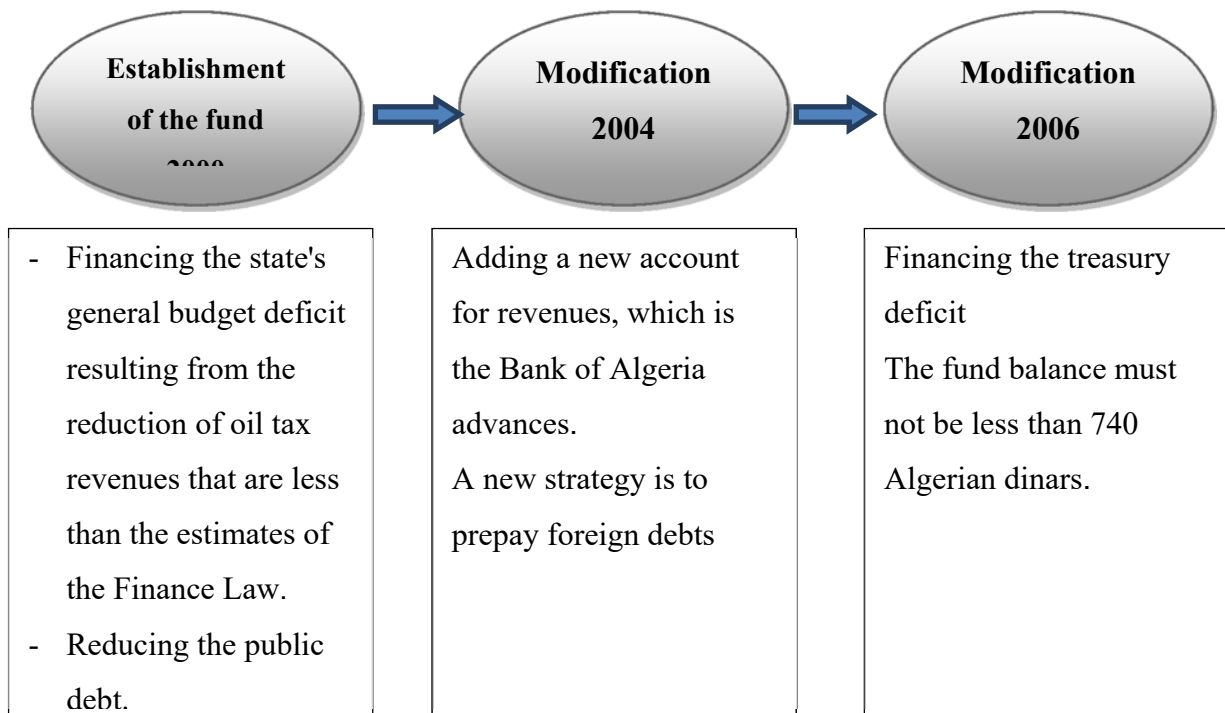 Establishment
of the fund
Modification
2004
Modification
2006
- Financing the state's
general budget deficit
resulting from the
reduction of oil tax
revenues that are less
than the estimates of
the Finance Law.
- Reducing the public
debt.
Adding a new account
for revenues, which is
the Bank of Algeria
advances.
A new strategy is to
prepay foreign debts
Financing the treasury
deficit
The fund balance must
not be less than 740
Algerian dinars.